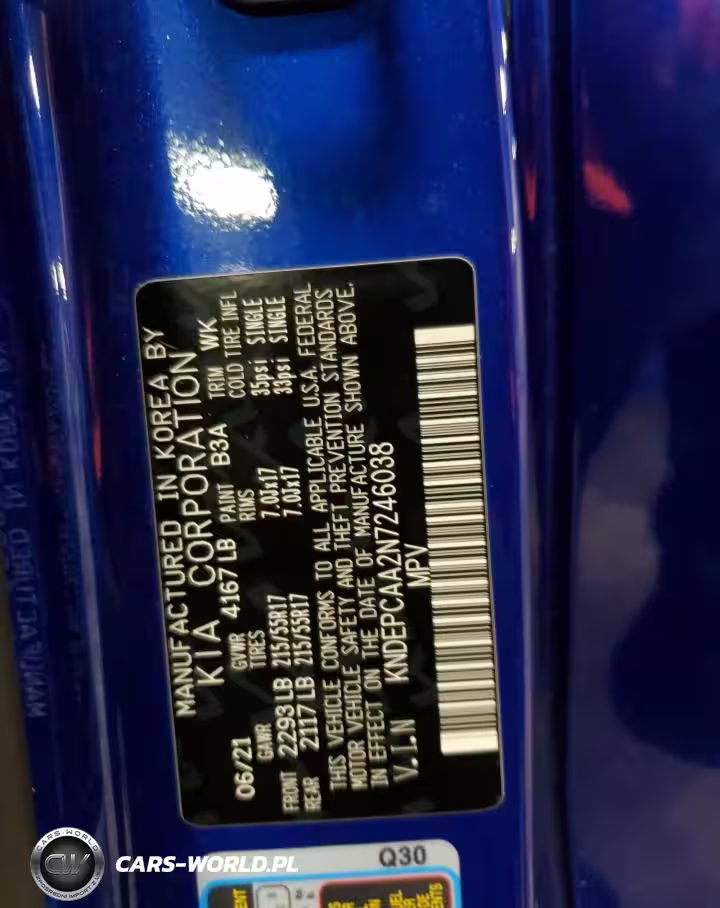 MANUFACTURED IN KOREA BY
KIA CORPORATION
06/21 GVWR 4167 LB PAINT B3A TRIM WK
GAWR TIRES RIMS COLD TIRE INFL
FRONT 2293 LB 215/55R17 7.0Jx17 35psi SINGLE
REAR 2117 LB 215/55R17 7.0Jx17 33psi SINGLE
THIS VEHICLE CONFORMS TO ALL APPLICABLE U.S.A. FEDERAL
MOTOR VEHICLE SAFETY AND THEFT PREVENTION STANDARDS
IN EFFECT ON THE DATE OF MANUFACTURE SHOWN ABOVE.
V.I.N KNDEPCAA2N7246038
MPV
Q30
CARS-WORLD
CW
CARS-WORLD.PL